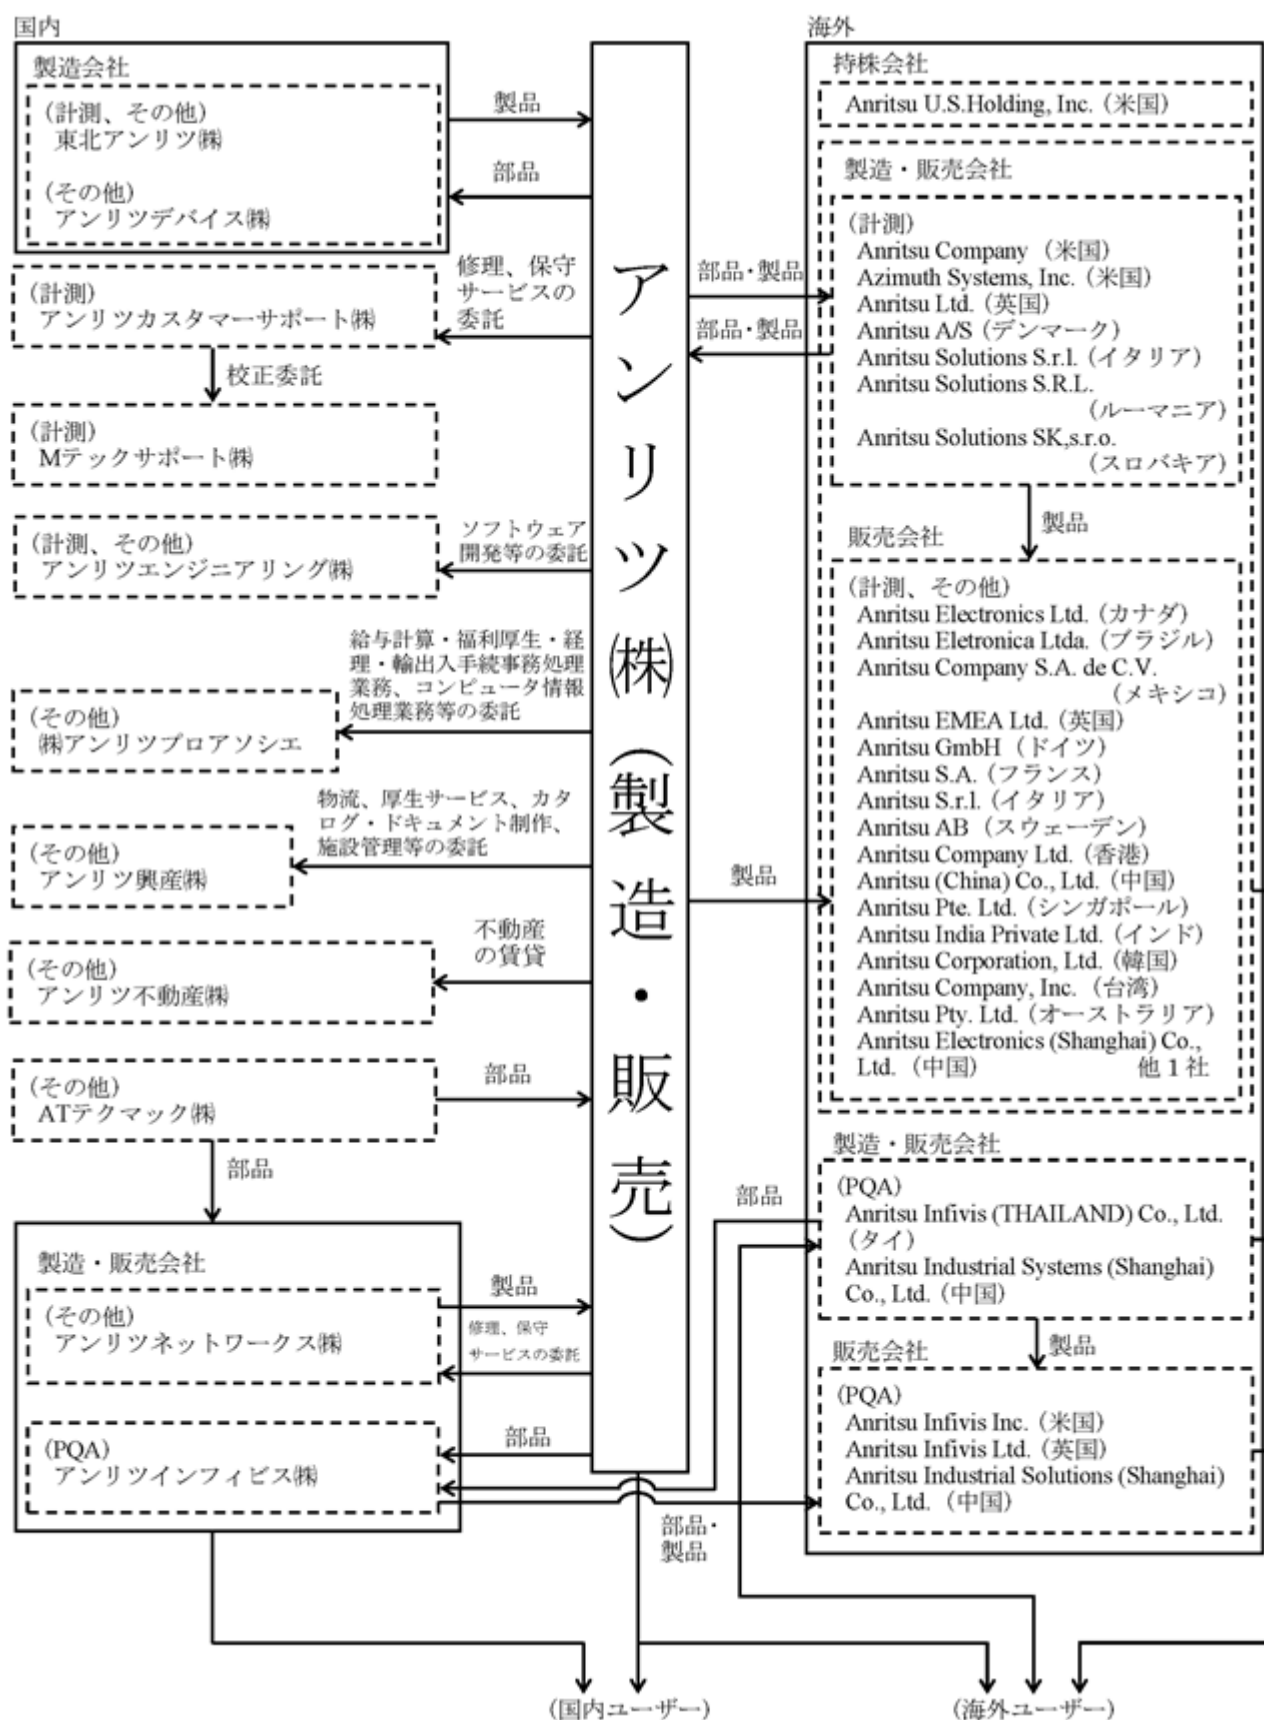 国内
製造会社
(計測、その他)
東北アンリツ㈱
(その他)
アンリツデバイス㈱
製品
部品
(計測)
アンリツカスタマーサポート㈱
修理、保守
サービスの
委託
校正委託
(計測)
Mテックサポート㈱
(計測、その他)
アンリツエンジニアリング㈱
ソフトウェア
開発等の委託
給与計算・福利厚生・経
理・輸出入手続事務処理
業務、コンピュータ情報
処理業務等の委託
(その他)
㈱アンリツプロアソシエ
物流、厚生サービス、カタ
ログ・ドキュメント制作、
施設管理等の委託
(その他)
アンリツ興産㈱
不動産
の賃貸
(その他)
アンリツ不動産㈱
(その他)
ATテクマック㈱
部品
部品
製造・販売会社
(その他)
アンリツネットワークス㈱
製品
修理、保守
サービスの委託
(PQA)
アンリツインフィビス㈱
部品
アンリツ㈱(製造・販売)
部品・製品
部品・製品
製品
部品
部品・
製品
海外
持株会社
Anritsu U.S.Holding, Inc. (米国)
製造・販売会社
(計測)
Anritsu Company (米国)
Azimuth Systems, Inc. (米国)
Anritsu Ltd. (英国)
Anritsu A/S (デンマーク)
Anritsu Solutions S.r.l. (イタリア)
Anritsu Solutions S.R.L.
(ルーマニア)
Anritsu Solutions SK,s.r.o.
(スロバキア)
製品
販売会社
(計測、その他)
Anritsu Electronics Ltd. (カナダ)
Anritsu Eletronica Ltda. (ブラジル)
Anritsu Company S.A. de C.V.
(メキシコ)
Anritsu EMEA Ltd. (英国)
Anritsu GmbH (ドイツ)
Anritsu S.A. (フランス)
Anritsu S.r.l. (イタリア)
Anritsu AB (スウェーデン)
Anritsu Company Ltd. (香港)
Anritsu (China) Co., Ltd. (中国)
Anritsu Pte. Ltd. (シンガポール)
Anritsu India Private Ltd. (インド)
Anritsu Corporation, Ltd. (韓国)
Anritsu Company, Inc. (台湾)
Anritsu Pty. Ltd. (オーストラリア)
Anritsu Electronics (Shanghai) Co.,
Ltd. (中国) 他1社
製造・販売会社
(PQA)
Anritsu Infivis (THAILAND) Co., Ltd.
(タイ)
Anritsu Industrial Systems (Shanghai)
Co., Ltd. (中国)
製品
販売会社
(PQA)
Anritsu Infivis Inc. (米国)
Anritsu Infivis Ltd. (英国)
Anritsu Industrial Solutions (Shanghai)
Co., Ltd. (中国)
(国内ユーザー)
(海外ユーザー)